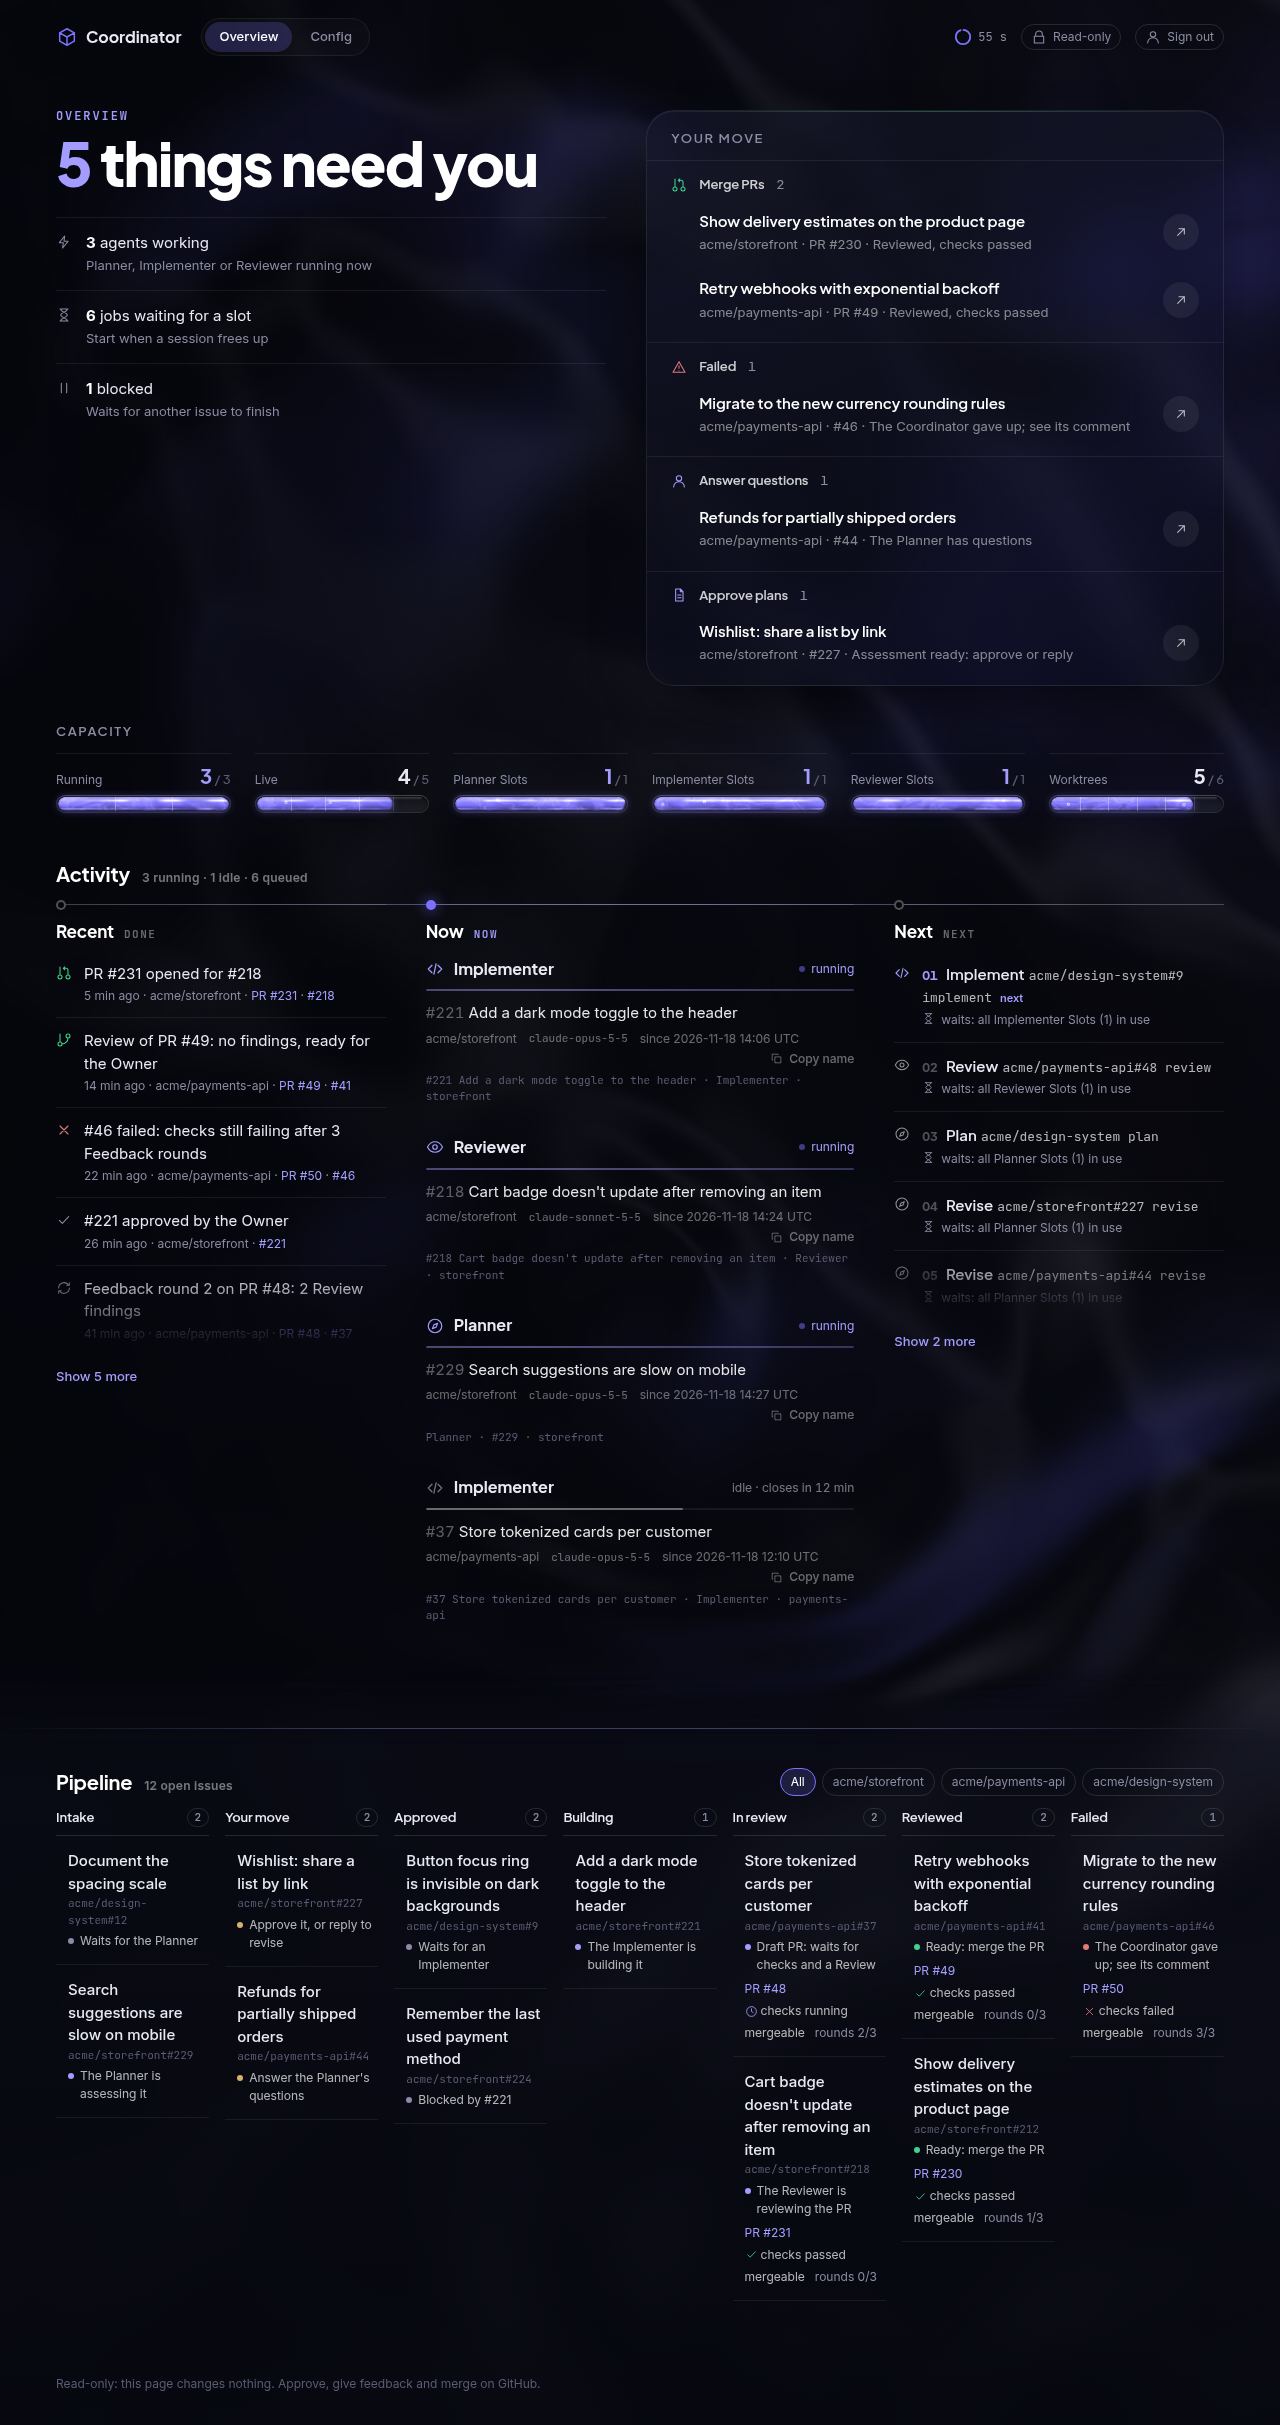 Coordinator
Overview
Config
55 s
Read-only
Sign out
OVERVIEW
5 things need you
3 agents working
Planner, Implementer or Reviewer running now
6 jobs waiting for a slot
Start when a session frees up
1 blocked
Waits for another issue to finish
YOUR MOVE
Merge PRs 2
Show delivery estimates on the product page
acme/storefront · PR #230 · Reviewed, checks passed
Retry webhooks with exponential backoff
acme/payments-api · PR #49 · Reviewed, checks passed
Failed 1
Migrate to the new currency rounding rules
acme/payments-api · #46 · The Coordinator gave up; see its comment
Answer questions 1
Refunds for partially shipped orders
acme/payments-api · #44 · The Planner has questions
Approve plans 1
Wishlist: share a list by link
acme/storefront · #227 · Assessment ready: approve or reply
CAPACITY
Running 3 / 3
Live 4 / 5
Planner Slots 1 / 1
Implementer Slots 1 / 1
Reviewer Slots 1 / 1
Worktrees 5 / 6
Activity 3 running · 1 idle · 6 queued
Recent DONE
PR #231 opened for #218
5 min ago · acme/storefront · PR #231 · #218
Review of PR #49: no findings, ready for
the Owner
14 min ago · acme/payments-api · PR #49 · #41
#46 failed: checks still failing after 3
Feedback rounds
22 min ago · acme/payments-api · PR #50 · #46
#221 approved by the Owner
26 min ago · acme/storefront · #221
Feedback round 2 on PR #48: 2 Review
findings
41 min ago · acme/payments-api · PR #48 · #37
Show 5 more
Now NOW
Implementer
running
#221 Add a dark mode toggle to the header
acme/storefront claude-opus-5-5 since 2026-11-18 14:06 UTC
Copy name
#221 Add a dark mode toggle to the header · Implementer ·
storefront
Reviewer
running
#218 Cart badge doesn't update after removing an item
acme/storefront claude-sonnet-5-5 since 2026-11-18 14:24 UTC
Copy name
#218 Cart badge doesn't update after removing an item · Reviewer
· storefront
Planner
running
#229 Search suggestions are slow on mobile
acme/storefront claude-opus-5-5 since 2026-11-18 14:27 UTC
Copy name
Planner · #229 · storefront
Implementer
idle · closes in 12 min
#37 Store tokenized cards per customer
acme/payments-api claude-opus-5-5 since 2026-11-18 12:10 UTC
Copy name
#37 Store tokenized cards per customer · Implementer · payments-
api
Next NEXT
01 Implement acme/design-system#9
implement next
waits: all Implementer Slots (1) in use
02 Review acme/payments-api#48 review
waits: all Reviewer Slots (1) in use
03 Plan acme/design-system plan
waits: all Planner Slots (1) in use
04 Revise acme/storefront#227 revise
waits: all Planner Slots (1) in use
05 Revise acme/payments-api#44 revise
waits: all Planner Slots (1) in use
Show 2 more
Pipeline 12 open issues
All
acme/storefront
acme/payments-api
acme/design-system
Intake 2
Document the
spacing scale
acme/design-
system#12
Waits for the Planner
Search
suggestions are
slow on mobile
acme/storefront#229
The Planner is
assessing it
Your move 2
Wishlist: share a
list by link
acme/storefront#227
Approve it, or reply to
revise
Refunds for
partially shipped
orders
acme/payments-api#44
Answer the Planner's
questions
Approved 2
Button focus ring
is invisible on dark
backgrounds
acme/design-system#9
Waits for an
Implementer
Remember the last
used payment
method
acme/storefront#224
Blocked by #221
Building 1
Add a dark mode
toggle to the
header
acme/storefront#221
The Implementer is
building it
In review 2
Store tokenized
cards per
customer
acme/payments-api#37
Draft PR: waits for
checks and a Review
PR #48
checks running
mergeable rounds 2/3
Cart badge
doesn't update
after removing an
item
acme/storefront#218
The Reviewer is
reviewing the PR
PR #231
checks passed
mergeable rounds 0/3
Reviewed 2
Retry webhooks
with exponential
backoff
acme/payments-api#41
Ready: merge the PR
PR #49
checks passed
mergeable rounds 0/3
Show delivery
estimates on the
product page
acme/storefront#212
Ready: merge the PR
PR #230
checks passed
mergeable rounds 1/3
Failed 1
Migrate to the new
currency rounding
rules
acme/payments-api#46
The Coordinator gave
up; see its comment
PR #50
checks failed
mergeable rounds 3/3
Read-only: this page changes nothing. Approve, give feedback and merge on GitHub.